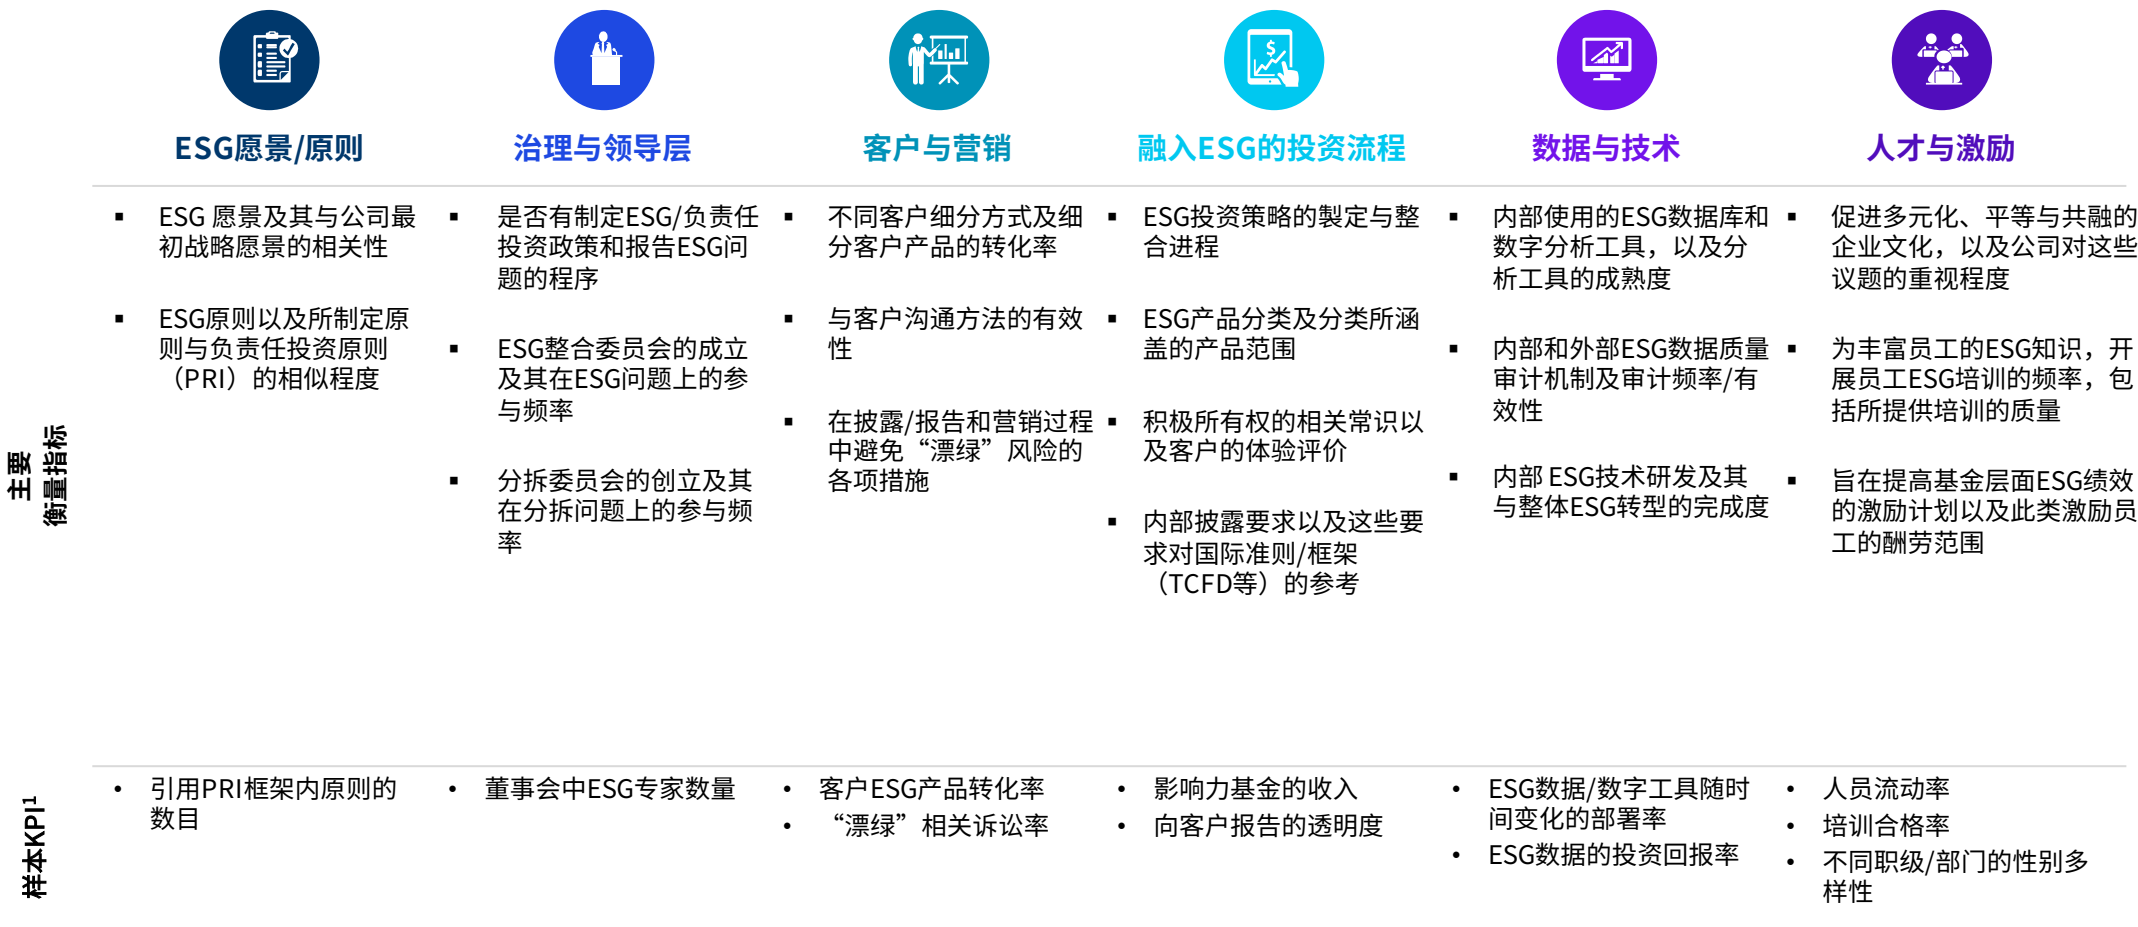 ESG愿景/原则
治理与领导层
客户与营销
融入ESG的投资流程
数据与技术
人才与激励
主要
衡量指标
▪ ESG 愿景及其与公司最
初战略愿景的相关性
▪ ESG原则以及所制定原
则与负责任投资原则
（PRI）的相似程度
▪ 是否有制定ESG/负责任
投资政策和报告ESG问
题的程序
▪ ESG整合委员会的成立
及其在ESG问题上的参
与频率
▪ 分拆委员会的创立及其
在分拆问题上的参与频
率
▪ 不同客户细分方式及细
分客户产品的转化率
▪ 与客户沟通方法的有效
性
▪ 在披露/报告和营销过程
中避免“漂绿”风险的
各项措施
▪ ESG投资策略的製定与整
合进程
▪ ESG产品分类及分类所涵
盖的产品范围
▪ 积极所有权的相关常识以
及客户的体验评价
▪ 内部披露要求以及这些要
求对国际准则/框架
（TCFD等）的参考
▪ 内部使用的ESG数据库和
数字分析工具，以及分
析工具的成熟度
▪ 内部和外部ESG数据质量
审计机制及审计频率/有
效性
▪ 内部 ESG技术研发及其
与整体ESG转型的完成度
▪ 促进多元化、平等与共融的
企业文化，以及公司对这些
议题的重视程度
▪ 为丰富员工的ESG知识，开
展员工ESG培训的频率，包
括所提供培训的质量
▪ 旨在提高基金层面ESG绩效
的激励计划以及此类激励员
工的酬劳范围
样本KPI¹
• 引用PRI框架内原则的
数目
• 董事会中ESG专家数量
• 客户ESG产品转化率
• “漂绿”相关诉讼率
• 影响力基金的收入
• 向客户报告的透明度
• ESG数据/数字工具随时
间变化的部署率
• ESG数据的投资回报率
• 人员流动率
• 培训合格率
• 不同职级/部门的性别多
样性